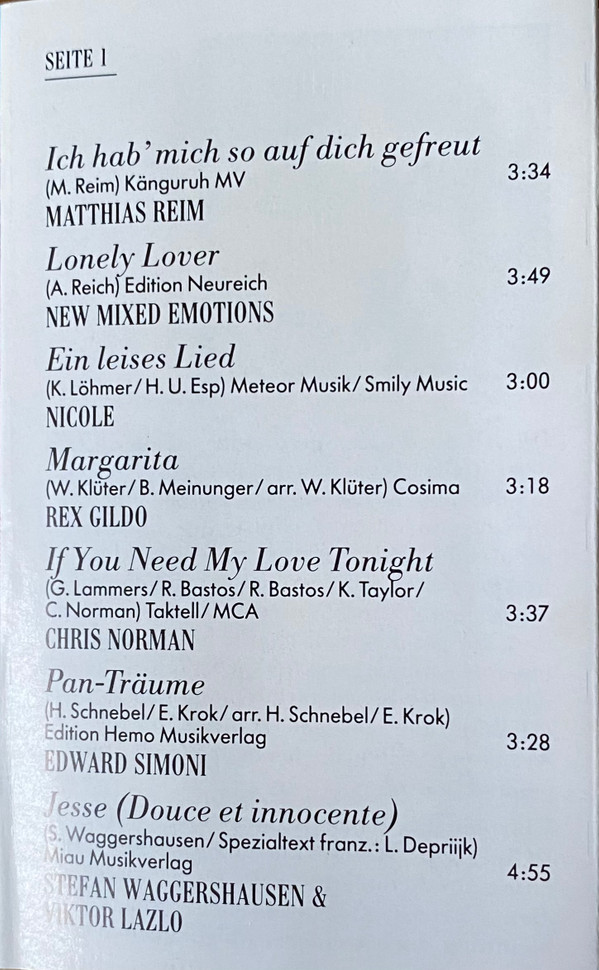 SEITE 1
Ich hab' mich so auf dich gefreut
(M. Reim) Känguruh MV
3:34
MATTHIAS REIM
Lonely Lover
(A. Reich) Edition Neureich
3:49
NEW MIXED EMOTIONS
Ein leises Lied
(K. Löhmer/H. U. Esp) Meteor Musik/Smily Music
3:00
NICOLE
Margarita
(W. Klüter/B. Meinunger/arr. W. Klüter) Cosima
3:18
REX GILDO
If You Need My Love Tonight
(G. Lammers/R. Bastos/R. Bastos/K. Taylor/
C. Norman) Taktell/MCA
3:37
CHRIS NORMAN
Pan-Träume
(H. Schnebel/E. Krok/arr. H. Schnebel/E. Krok)
Edition Hemo Musikverlag
3:28
EDWARD SIMONI
Jesse (Douce et innocente)
(S. Waggershausen/Spezialtext franz.: L. Depriijk)
Miau Musikverlag
4:55
STEFAN WAGGERSHAUSEN &
VIKTOR LAZLO